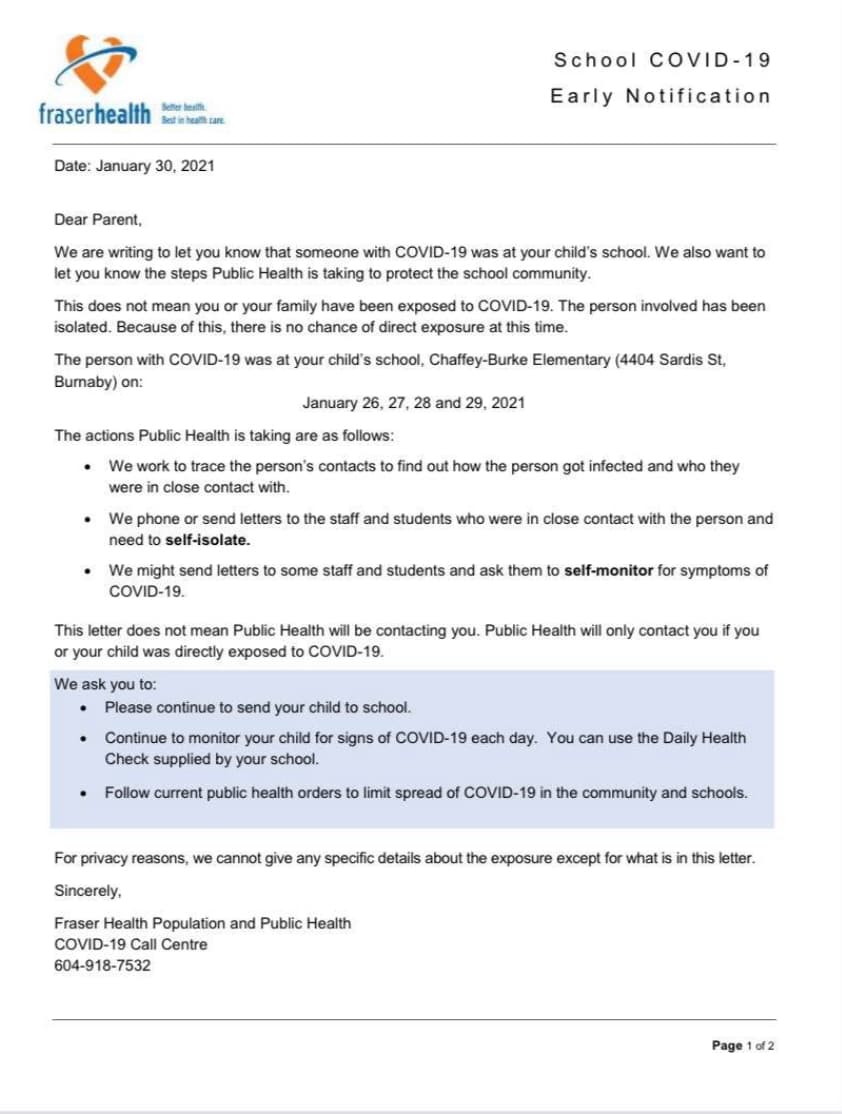 School COVID-19
Early Notification
fraserhealth
Better health.
Best in health care.
Date: January 30, 2021
Dear Parent,
We are writing to let you know that someone with COVID-19 was at your child's school. We also want to
let you know the steps Public Health is taking to protect the school community.
This does not mean you or your family have been exposed to COVID-19. The person involved has been
isolated. Because of this, there is no chance of direct exposure at this time.
The person with COVID-19 was at your child's school, Chaffey-Burke Elementary (4404 Sardis St,
Burnaby) on:
January 26, 27, 28 and 29, 2021
The actions Public Health is taking are as follows:
• We work to trace the person's contacts to find out how the person got infected and who they
were in close contact with.
• We phone or send letters to the staff and students who were in close contact with the person and
need to self-isolate.
• We might send letters to some staff and students and ask them to self-monitor for symptoms of
COVID-19.
This letter does not mean Public Health will be contacting you. Public Health will only contact you if you
or your child was directly exposed to COVID-19.
We ask you to:
• Please continue to send your child to school.
• Continue to monitor your child for signs of COVID-19 each day. You can use the Daily Health
Check supplied by your school.
• Follow current public health orders to limit spread of COVID-19 in the community and schools.
For privacy reasons, we cannot give any specific details about the exposure except for what is in this letter.
Sincerely,
Fraser Health Population and Public Health
COVID-19 Call Centre
604-918-7532
Page 1 of 2